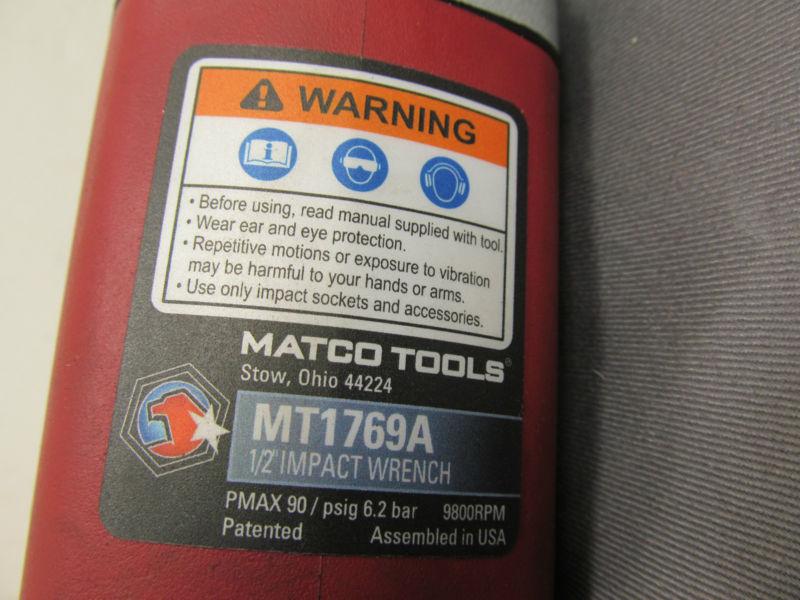 WARNING
• Before using, read manual supplied with tool.
• Wear ear and eye protection.
• Repetitive motions or exposure to vibration
may be harmful to your hands or arms.
• Use only impact sockets and accessories.
MATCO TOOLS®
Stow, Ohio 44224
MT1769A
1/2" IMPACT WRENCH
PMAX 90 / psig 6.2 bar 9800RPM
Patented Assembled in USA